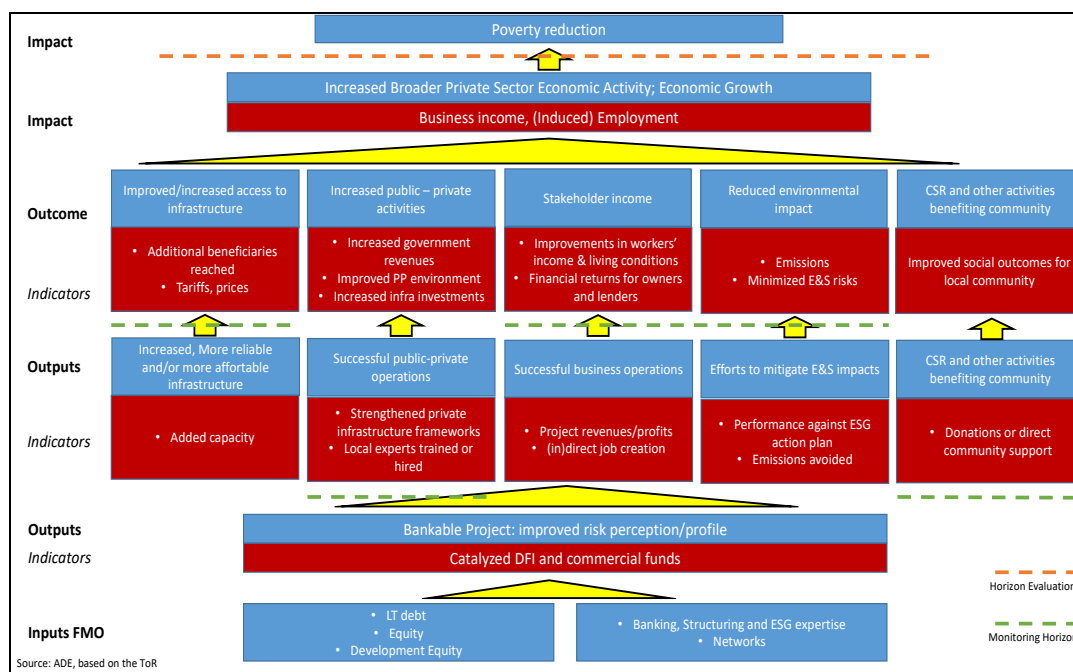 Impact
Poverty reduction
Impact
Increased Broader Private Sector Economic Activity; Economic Growth
Business income, (Induced) Employment
Outcome
Improved/increased access to
infrastructure
Increased public – private
activities
Stakeholder income
Reduced environmental
impact
CSR and other activities
benefiting community
Indicators
• Additional beneficiaries
reached
• Tariffs, prices
• Increased government
revenues
• Improved PP environment
• Increased infra investments
• Improvements in workers'
income & living conditions
• Financial returns for owners
and lenders
• Emissions
• Minimized E&S risks
Improved social outcomes for
local community
Outputs
Increased, More reliable
and/or more affortable
infrastructure
Successful public-private
operations
Successful business operations
Efforts to mitigate E&S impacts
CSR and other activities
benefiting community
Indicators
• Added capacity
• Strengthened private
infrastructure frameworks
• Local experts trained or
hired
• Project revenues/profits
• (in)direct job creation
• Performance against ESG
action plan
• Emissions avoided
• Donations or direct
community support
Outputs
Bankable Project: improved risk perception/profile
Indicators
Catalyzed DFI and commercial funds
Horizon Evaluation
Inputs FMO
• LT debt
• Equity
• Development Equity
• Banking, Structuring and ESG expertise
• Networks
Monitoring Horizon
Source: ADE, based on the ToR